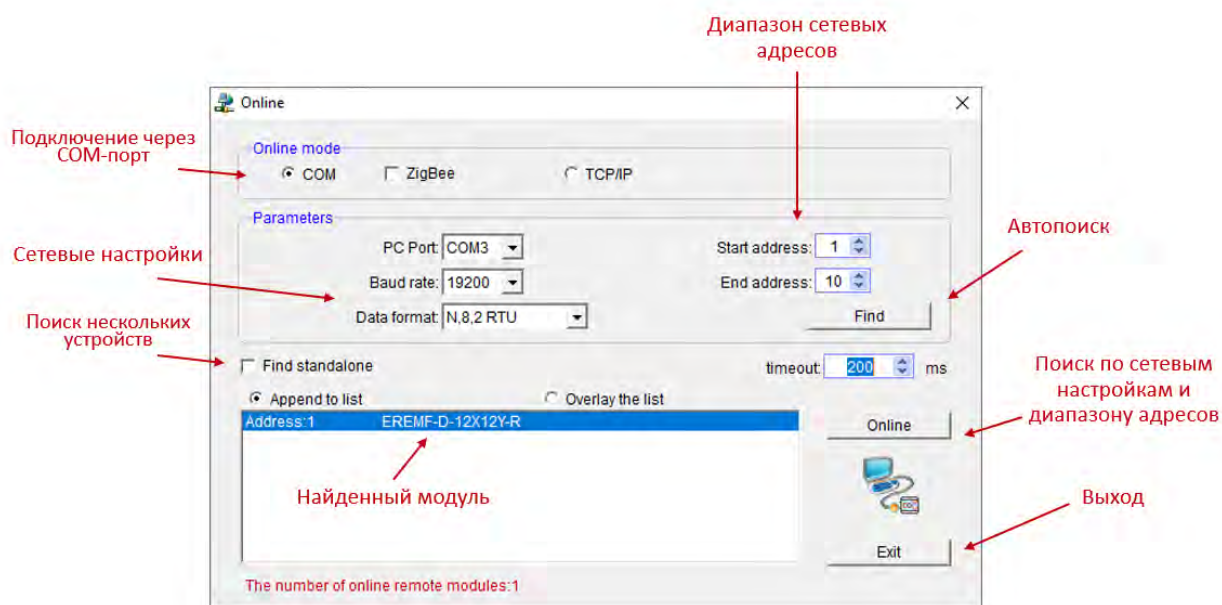 Диапазон сетевых
адресов
Online
Подключение через
COM-порт
Online mode
COM ZigBee TCP/IP
Parameters
Автопоиск
PC Port: COM3 Start address: 1
Сетевые настройки
Baud rate: 19200 End address: 10
Data format: N,8,2 RTU Find
Поиск нескольких
устройств
Find standalone timeout: 200 ms
Поиск по сетевым
настройкам и
диапазону адресов
Append to list Overlay the list
Address:1 EREMF-D-12X12Y-R
Online
Найденный модуль
Выход
Exit
The number of online remote modules:1